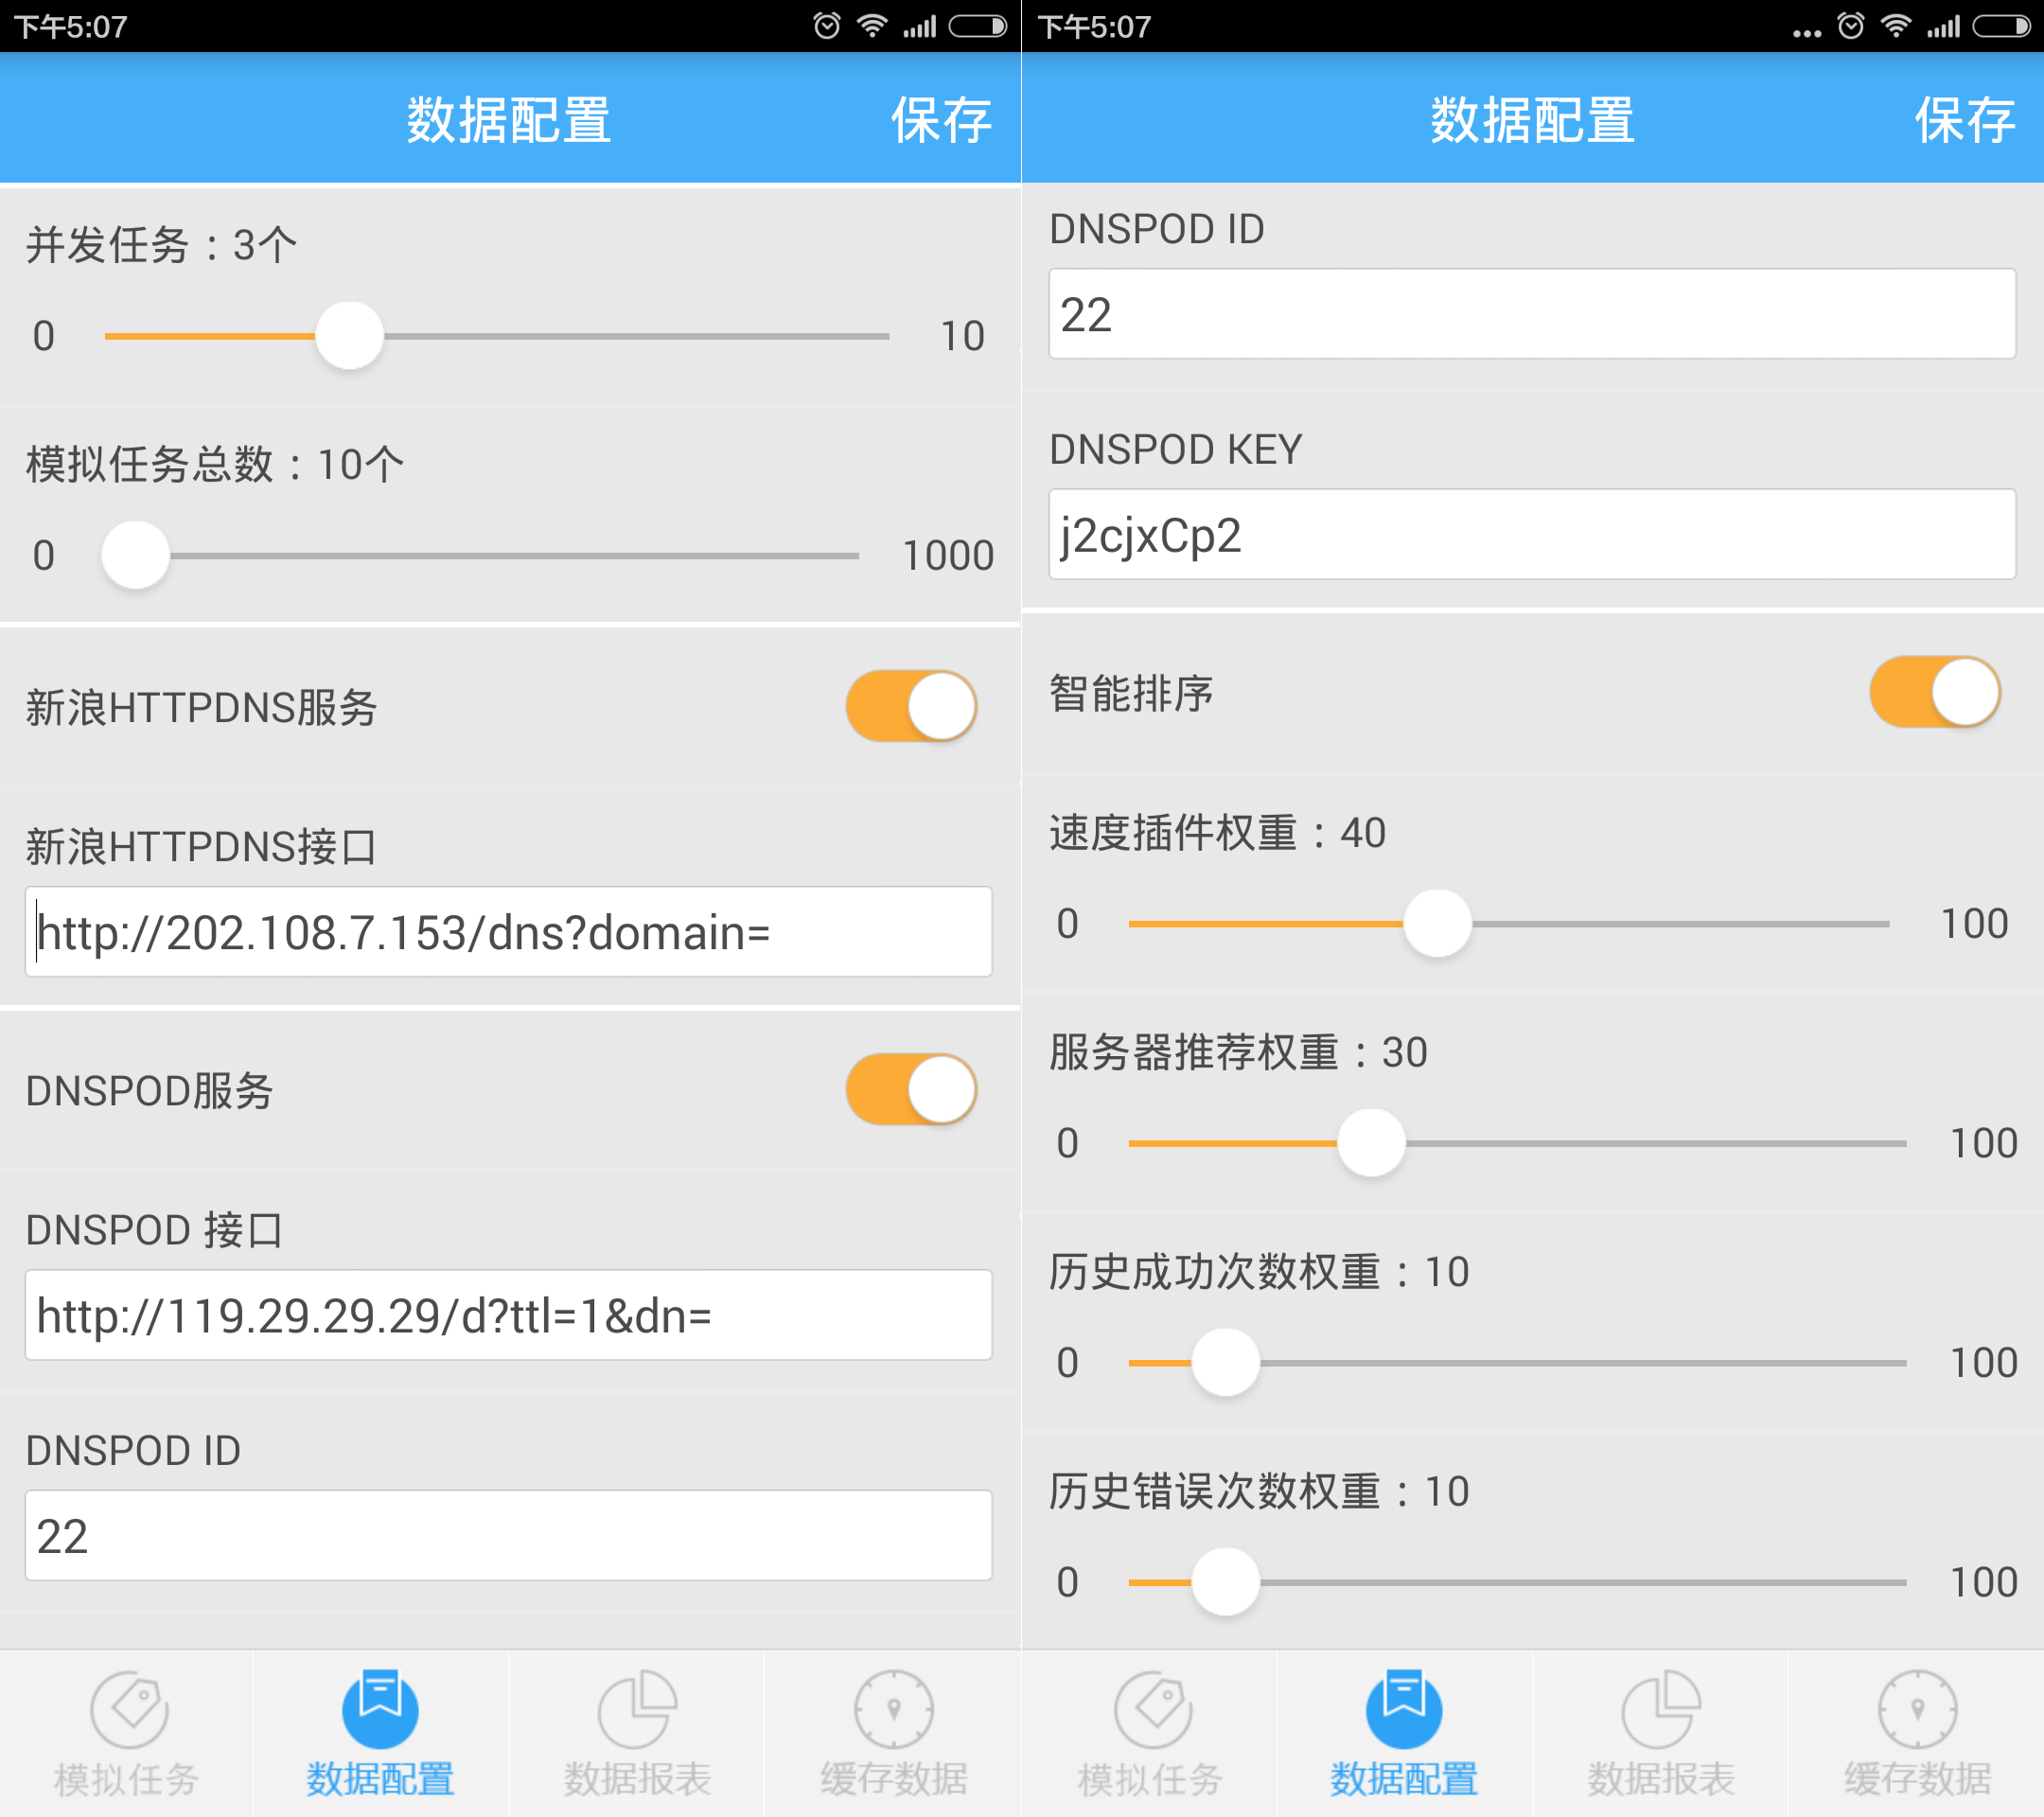 下午5:07
数据配置 保存
并发任务：3个
0 10
模拟任务总数：10个
0 1000
新浪HTTPDNS服务
新浪HTTPDNS接口
http://202.108.7.153/dns?domain=
DNSPOD服务
DNSPOD 接口
http://119.29.29.29/d?ttl=1&dn=
DNSPOD ID
22
模拟任务 数据配置 数据报表 缓存数据
下午5:07
数据配置 保存
DNSPOD ID
22
DNSPOD KEY
j2cjxCp2
智能排序
速度插件权重：40
0 100
服务器推荐权重：30
0 100
历史成功次数权重：10
0 100
历史错误次数权重：10
0 100
模拟任务 数据配置 数据报表 缓存数据